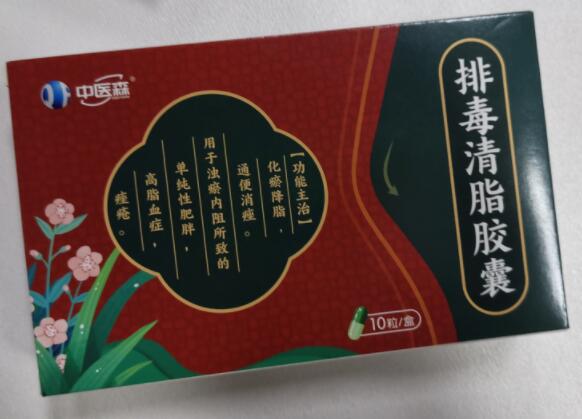 中医森®
排毒清脂胶囊
【功能主治】
化瘀降脂，
通便消痤。
用于浊瘀内阻所致的
单纯性肥胖，
高脂血症，
痤疮。
10粒/盒